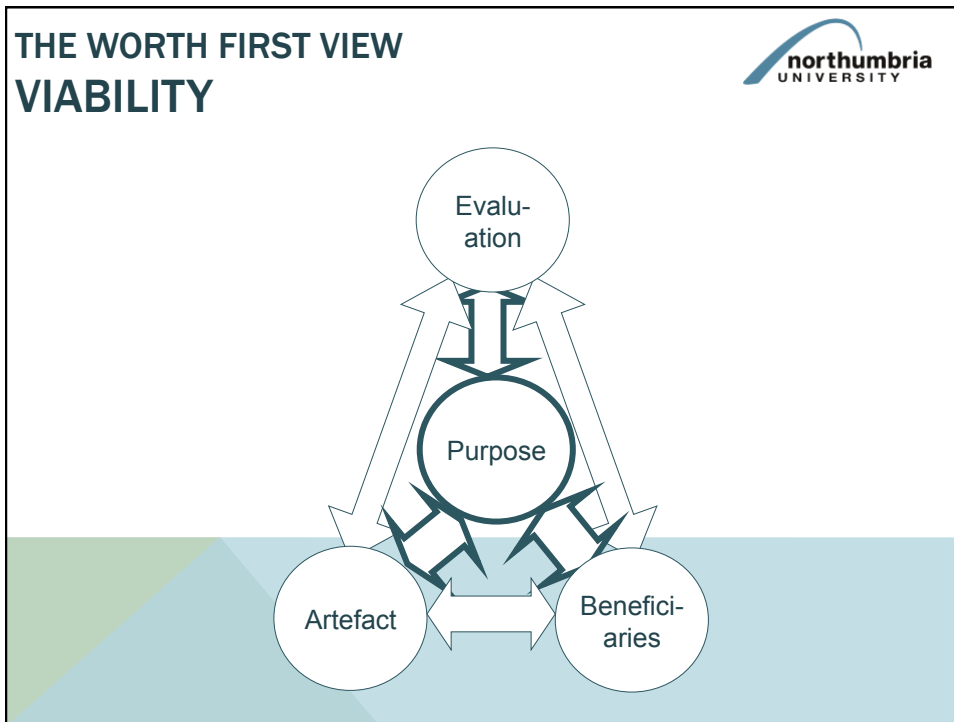 THE WORTH FIRST VIEW
VIABILITY
northumbria
UNIVERSITY
Evalu-
ation
Purpose
Artefact
Benefici-
aries